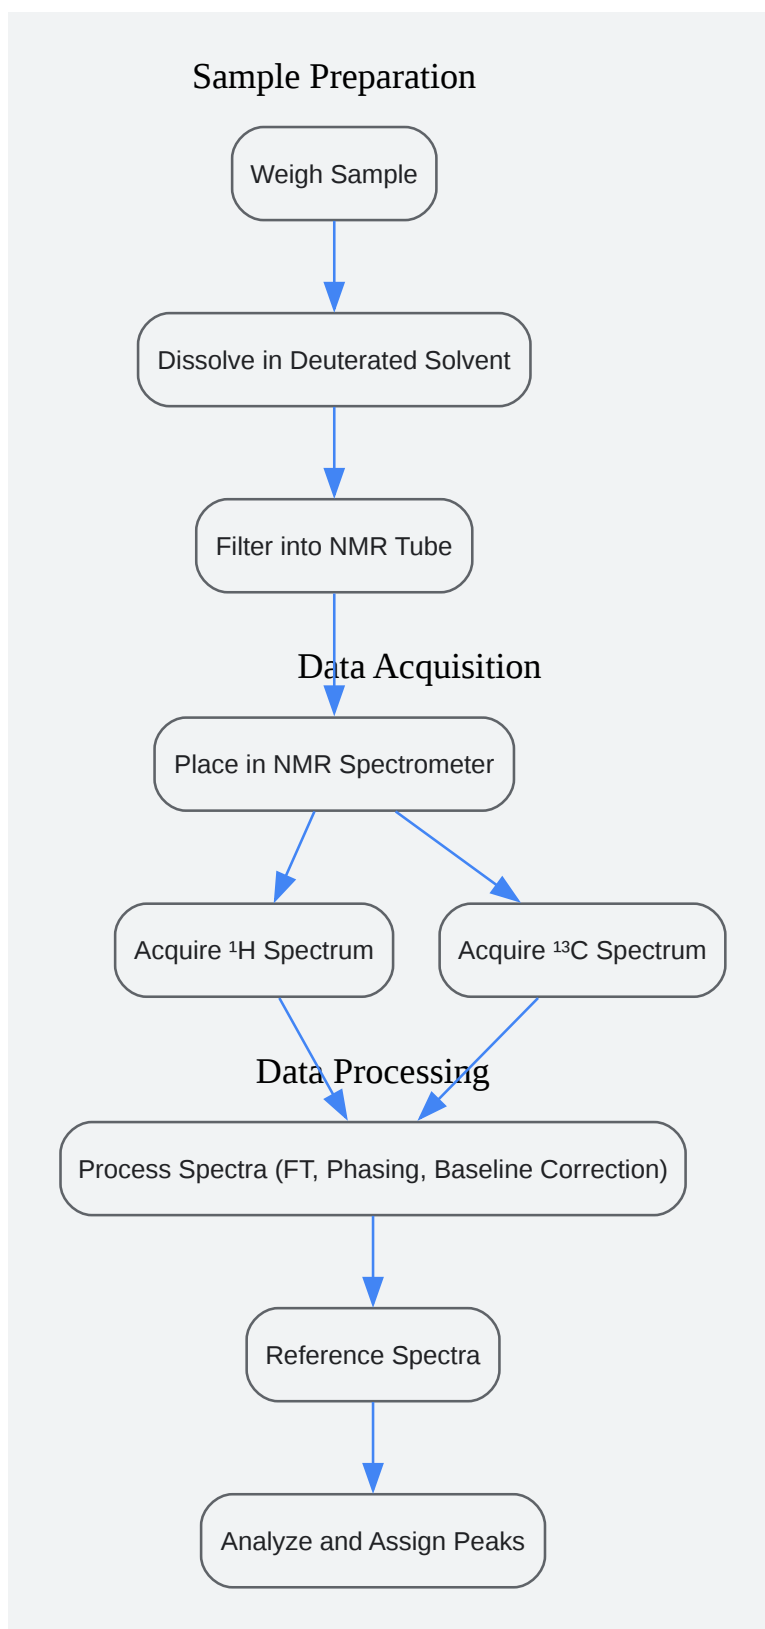 Sample Preparation
Weigh Sample
Dissolve in Deuterated Solvent
Filter into NMR Tube
Data Acquisition
Place in NMR Spectrometer
Acquire ¹H Spectrum
Acquire ¹³C Spectrum
Data Processing
Process Spectra (FT, Phasing, Baseline Correction)
Reference Spectra
Analyze and Assign Peaks